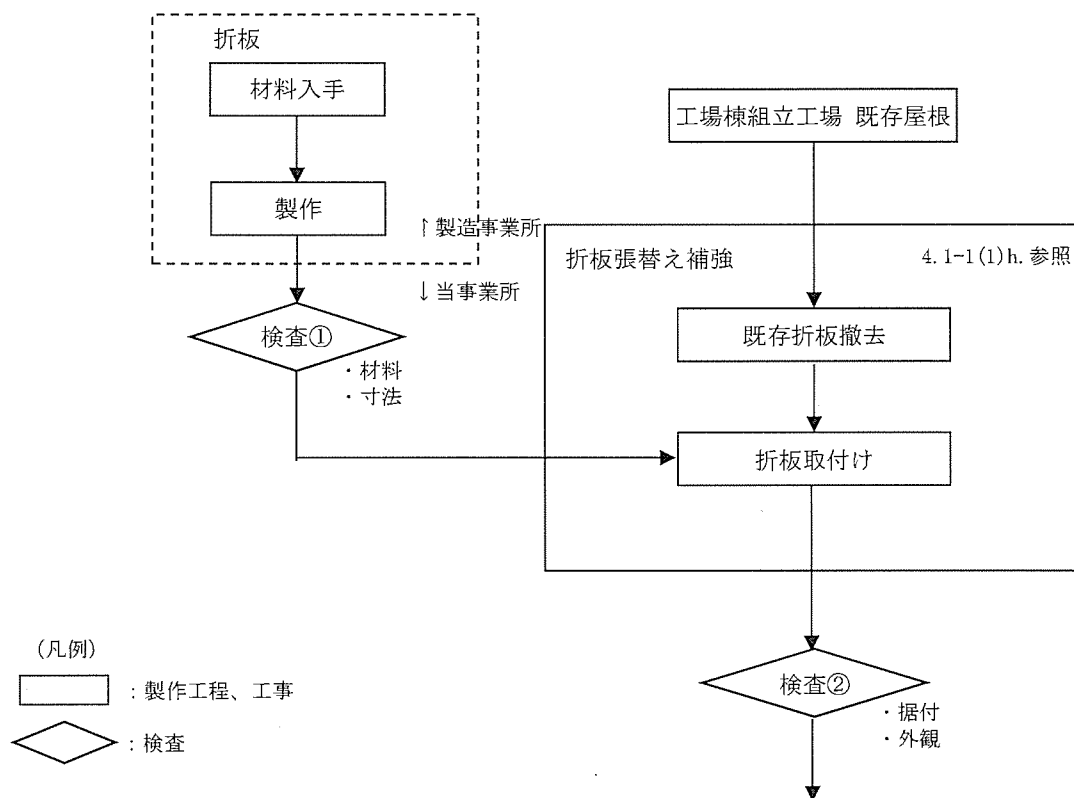 折板
材料入手
製作
↑製造事業所
↓当事業所
検査①
・材料
・寸法
工場棟組立工場 既存屋根
折板張替え補強
4.1-1(1)h.参照
既存折板撤去
折板取付け
検査②
・据付
・外観
(凡例)
：製作工程、工事
：検査